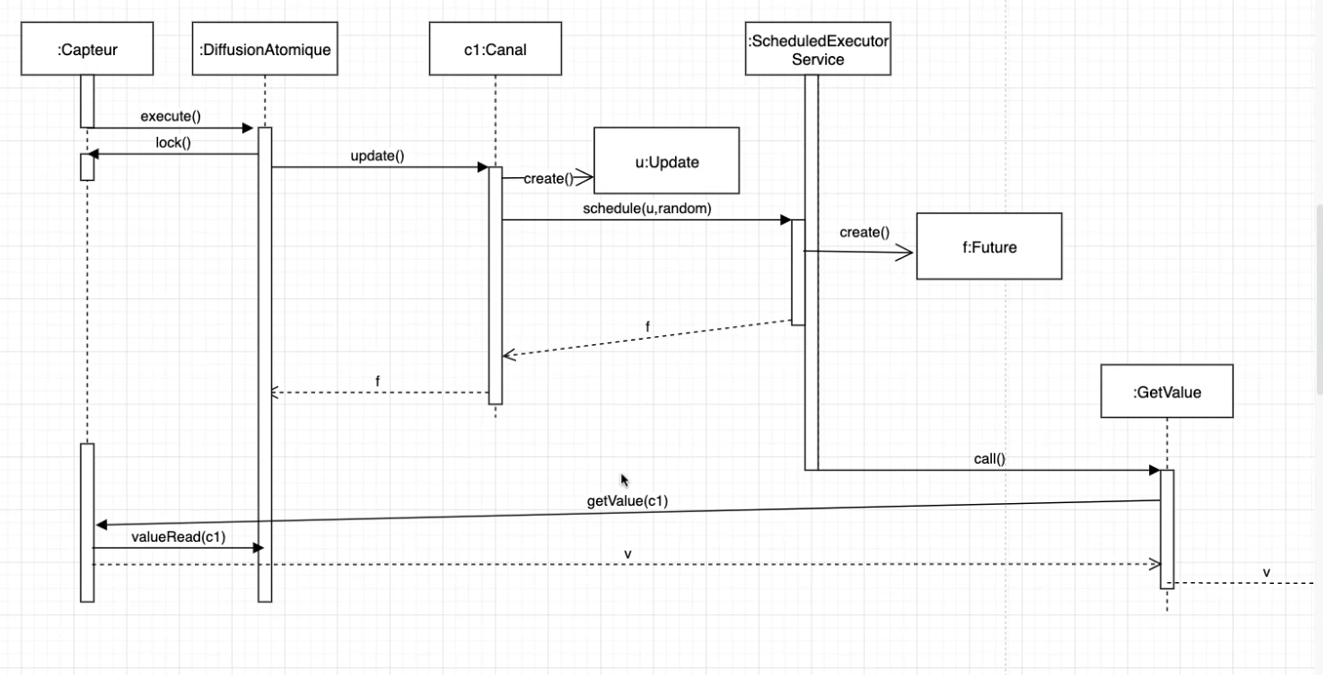 :Capteur
:DiffusionAtomique
c1:Canal
:ScheduledExecutor
Service
execute()
lock()
update()
create()
u:Update
schedule(u,random)
create()
f:Future
f
f
:GetValue
call()
getValue(c1)
valueRead(c1)
v
v